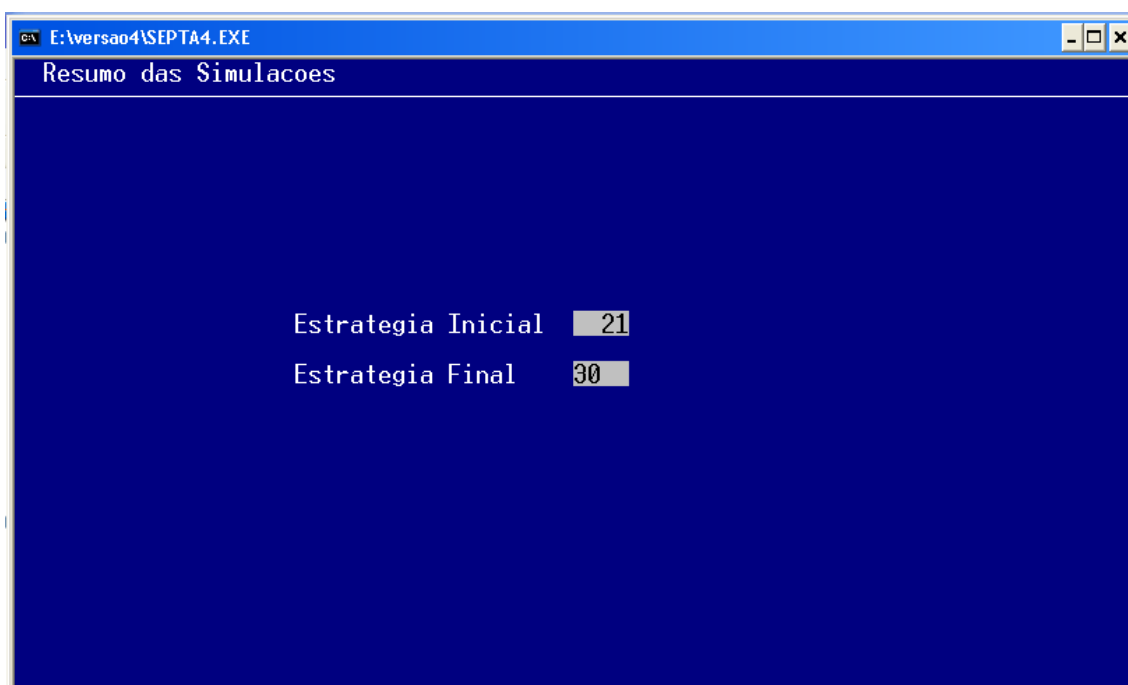 E:\versao4\SEPTA4.EXE
Resumo das Simulacoes
Estrategia Inicial 21
Estrategia Final 30